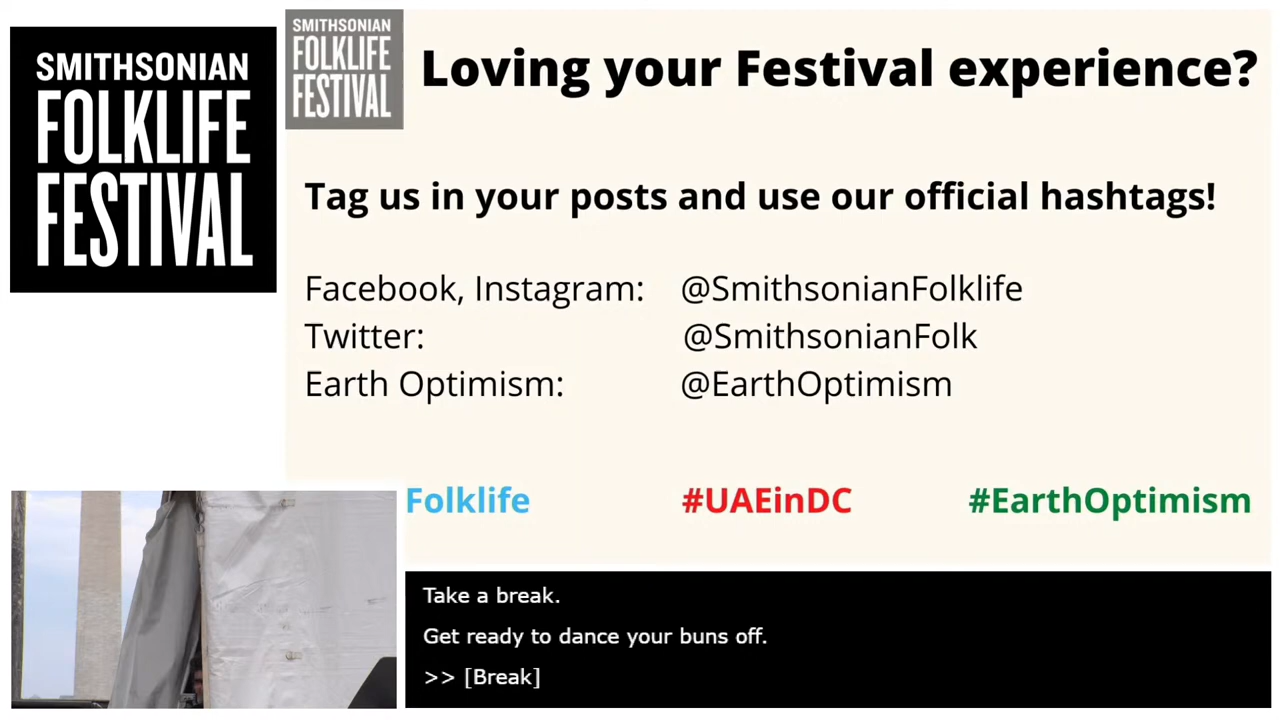 SMITHSONIAN
FOLKLIFE
FESTIVAL
SMITHSONIAN
FOLKLIFE
FESTIVAL
Loving your Festival experience?
Tag us in your posts and use our official hashtags!
Facebook, Instagram: @SmithsonianFolklife
Twitter: @SmithsonianFolk
Earth Optimism: @EarthOptimism
Folklife #UAEinDC #EarthOptimism
Take a break.
Get ready to dance your buns off.
>> [Break]